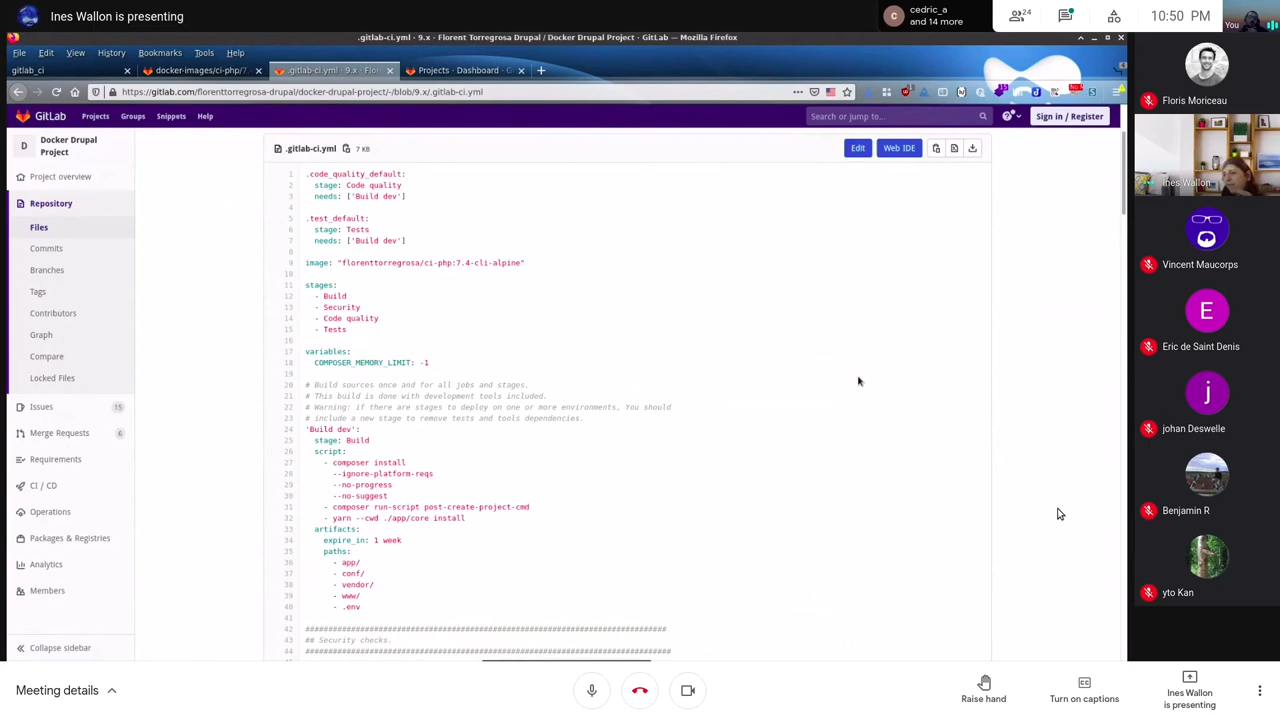 Ines Wallon is presenting
C
cedric_a
and 14 more
24
10:50 PM
You
.gitlab-ci.yml · 9.x · Florent Torregrosa Drupal / Docker Drupal Project · GitLab — Mozilla Firefox
File Edit View History Bookmarks Tools Help
gitlab_ci
docker-images/ci-php/7.
.gitlab-ci.yml · 9.x · Flor
Projects · Dashboard · G
https://gitlab.com/florenttorregrosa-drupal/docker-drupal-project/-/blob/9.x/.gitlab-ci.yml
GitLab Projects Groups Snippets Help
Search or jump to...
Sign in / Register
D
Docker Drupal
Project
Project overview
Repository
Files
Commits
Branches
Tags
Contributors
Graph
Compare
Locked Files
Issues 15
Merge Requests 6
Requirements
CI / CD
Operations
Packages & Registries
Analytics
Members
Collapse sidebar
.gitlab-ci.yml 7 KB
Edit
Web IDE
1 .code_quality_default:
2 stage: Code quality
3 needs: ['Build dev']
4
5 .test_default:
6 stage: Tests
7 needs: ['Build dev']
8
9 image: "florenttorregrosa/ci-php:7.4-cli-alpine"
10
11 stages:
12 - Build
13 - Security
14 - Code quality
15 - Tests
16
17 variables:
18 COMPOSER_MEMORY_LIMIT: -1
19
20 # Build sources once and for all jobs and stages.
21 # This build is done with development tools included.
22 # Warning: if there are stages to deploy on one or more environments, You should
23 # include a new stage to remove tests and tools dependencies.
24 'Build dev':
25 stage: Build
26 script:
27 - composer install
28 --ignore-platform-reqs
29 --no-progress
30 --no-suggest
31 - composer run-script post-create-project-cmd
32 - yarn --cwd ./app/core install
33 artifacts:
34 expire_in: 1 week
35 paths:
36 - app/
37 - conf/
38 - vendor/
39 - www/
40 - .env
41
42 ################################################################################
43 ## Security checks.
44 ################################################################################
Floris Moriceau
Ines Wallon
Vincent Maucorps
E
Eric de Saint Denis
j
johan Deswelle
Benjamin R
yto Kan
Meeting details
Raise hand
CC
Turn on captions
Ines Wallon
is presenting